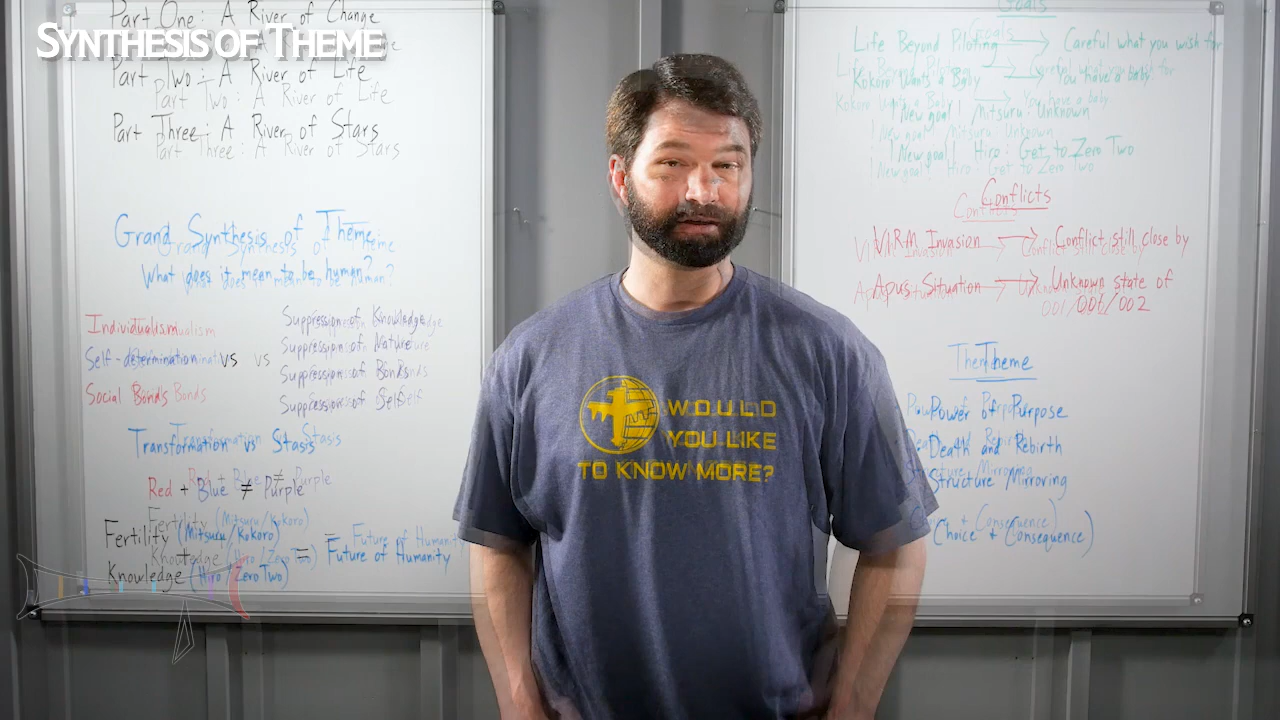 Synthesis of Theme
Part One: A River of Change
Part Two: A River of Life
Part Three: A River of Stars
Grand Synthesis of Theme:
What does it mean to be human?
Individualism
Self-determination
Social Bonds
vs
Suppression of Knowledge
Suppression of Nature
Suppression of Bonds
Suppression of Self
Transformation vs Stasis
Red + Blue ≠ Purple
Fertility (Mitsuru/Kokoro)
Knowledge (Hiro/Zero Two)
= Future of Humanity
WOULD
YOU LIKE
TO KNOW MORE?
Goals
Life Beyond Piloting → Careful what you wish for
Kokoro Wants a Baby → You have a baby
! New goal! Mitsuru: Unknown
! New goal! Hiro: Get to Zero Two
Conflicts
VIRM Invasion → Conflict still close by
Apus Situation → Unknown state of
001/001/002
Theme
Power of Purpose
Death and Rebirth
Structure Mirroring
(Choice + Consequence)